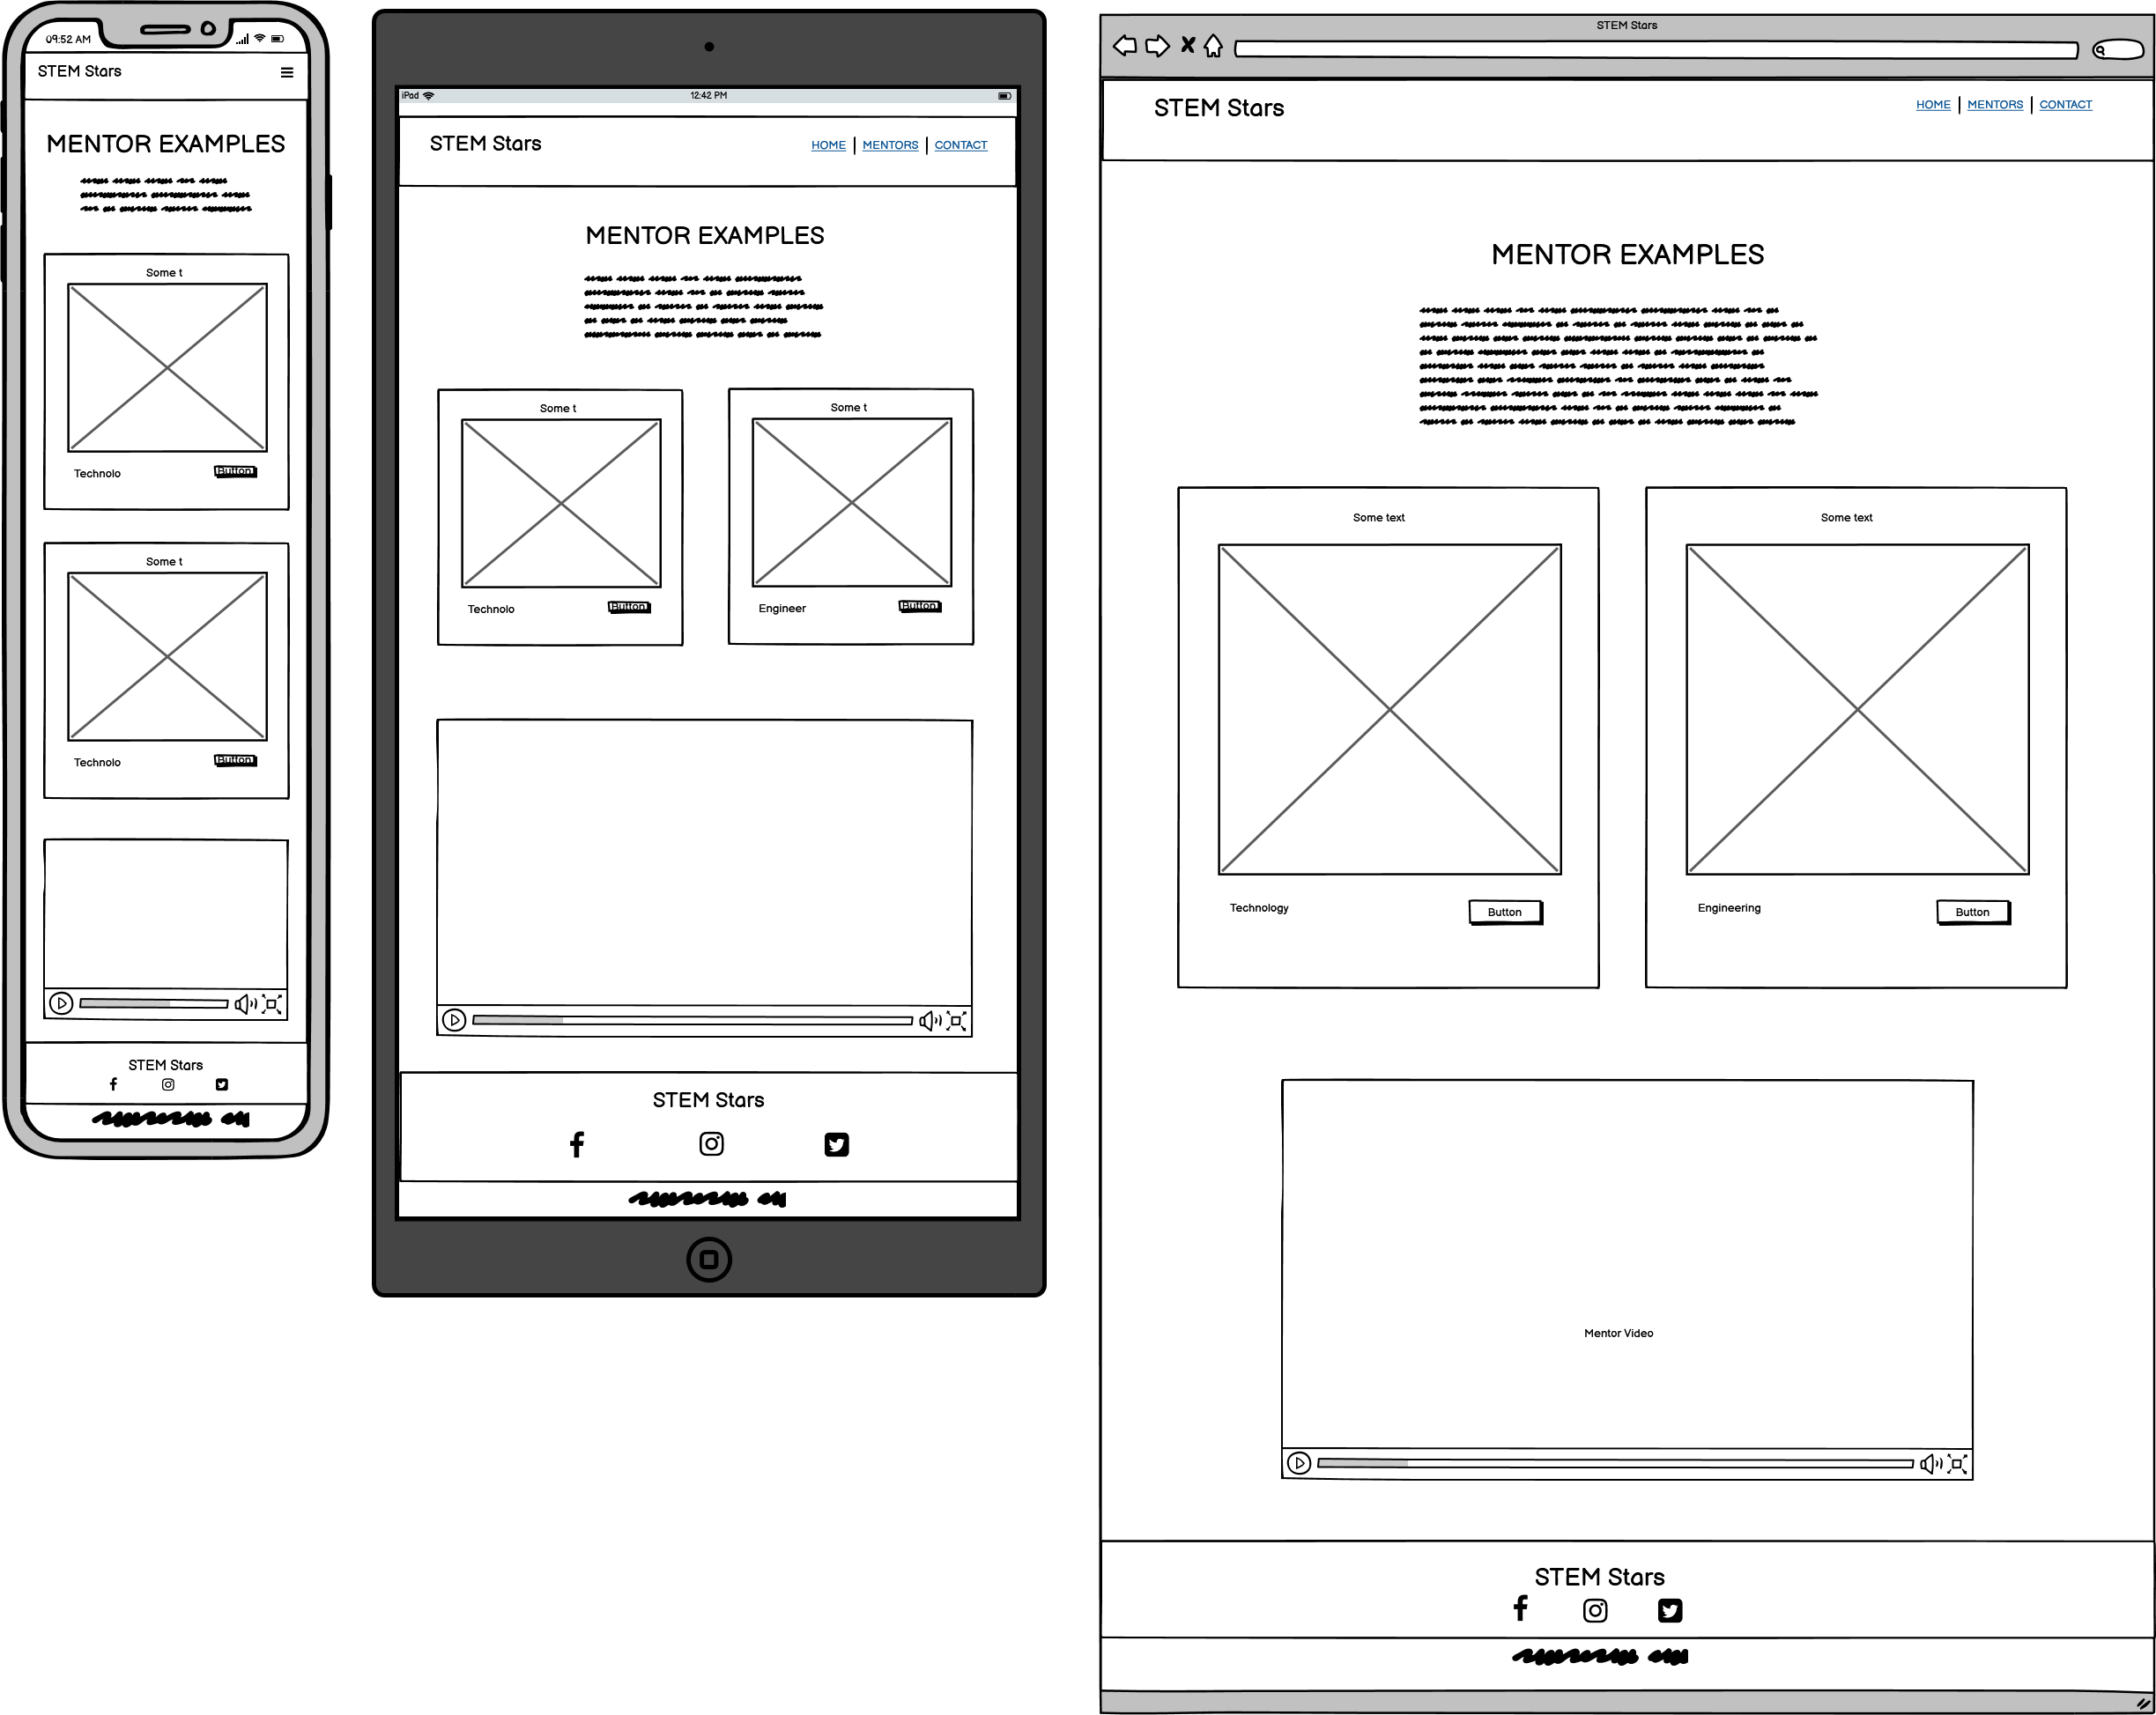 09:52 AM
STEM Stars
MENTOR EXAMPLES
Some t
Technolo
Button
Some t
Technolo
Button
STEM Stars
iPad
12:42 PM
STEM Stars
HOME | MENTORS | CONTACT
MENTOR EXAMPLES
Some t
Some t
Technolo
Button
Engineer
Button
STEM Stars
STEM Stars
STEM Stars
HOME | MENTORS | CONTACT
MENTOR EXAMPLES
Some text
Some text
Technology
Button
Engineering
Button
Mentor Video
STEM Stars